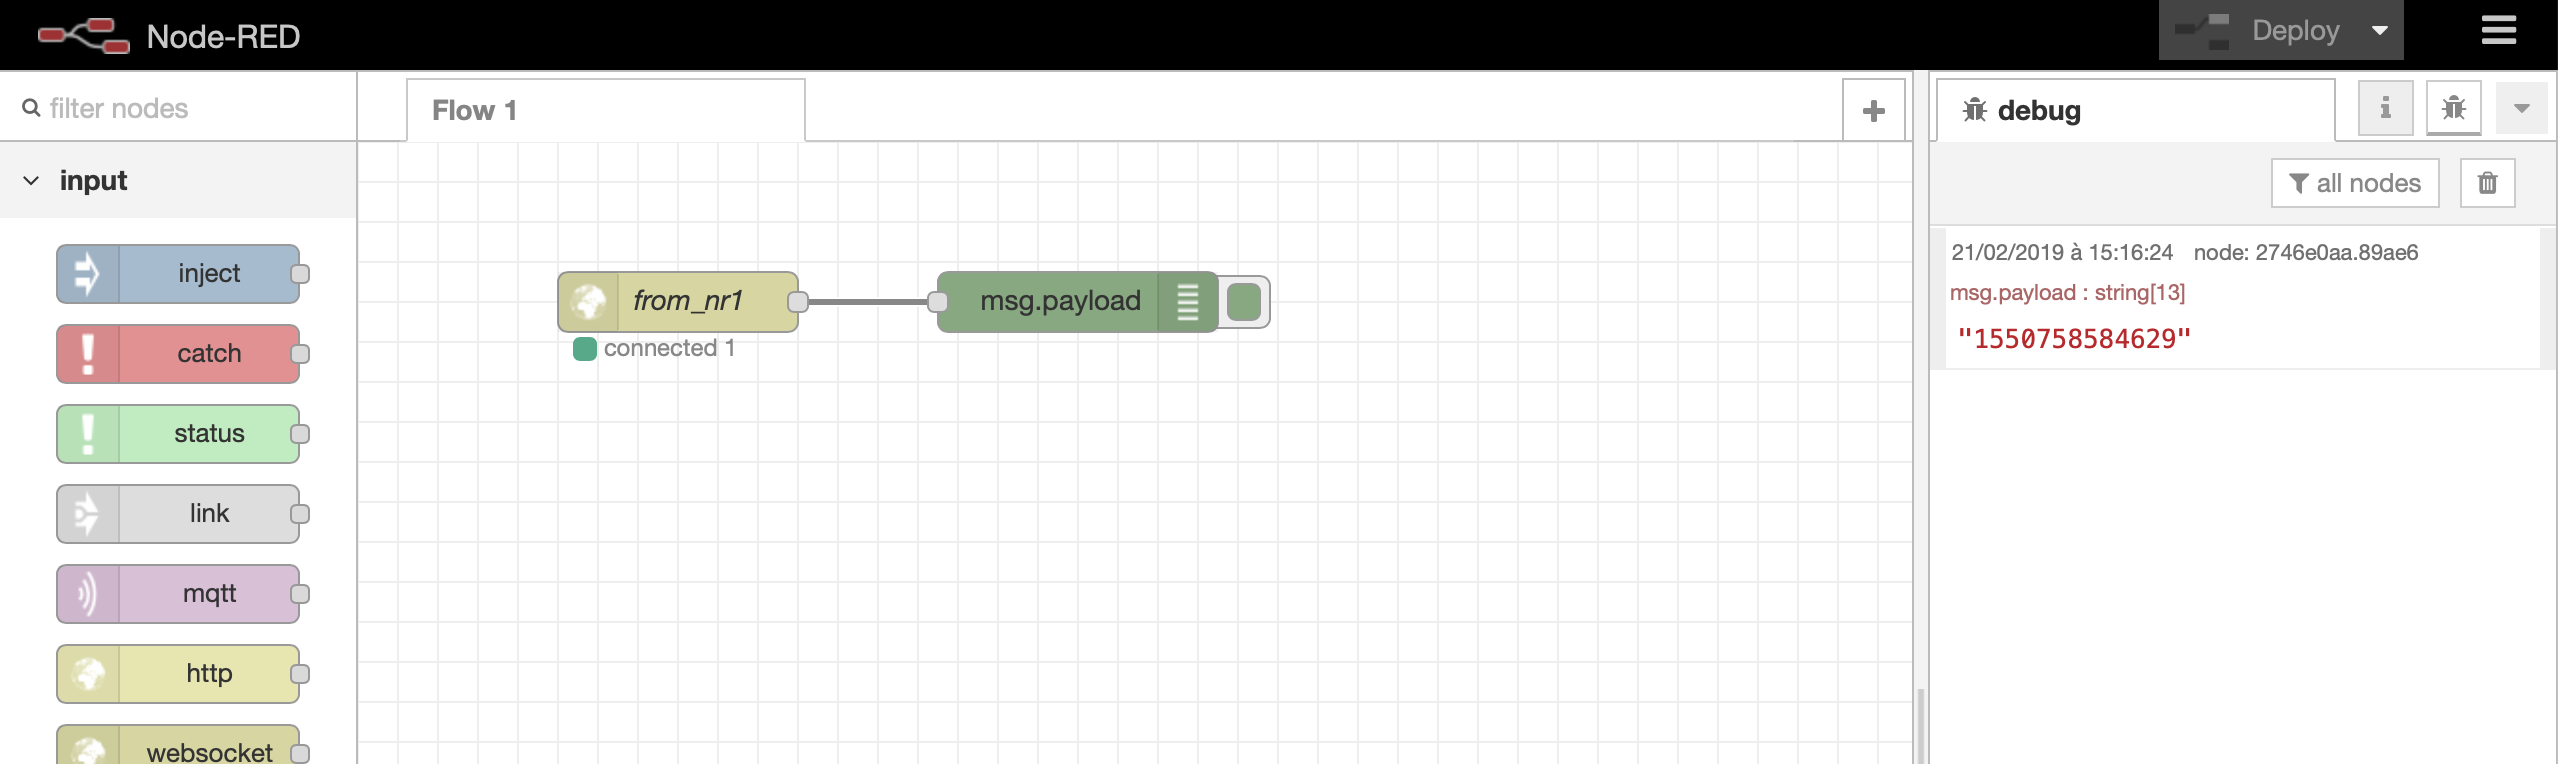 Node-RED
Deploy
filter nodes
Flow 1
debug
input
all nodes
inject
catch
status
link
mqtt
http
websocket
from_nr1
connected 1
msg.payload
21/02/2019 à 15:16:24 node: 2746e0aa.89ae6
msg.payload : string[13]
"1550758584629"